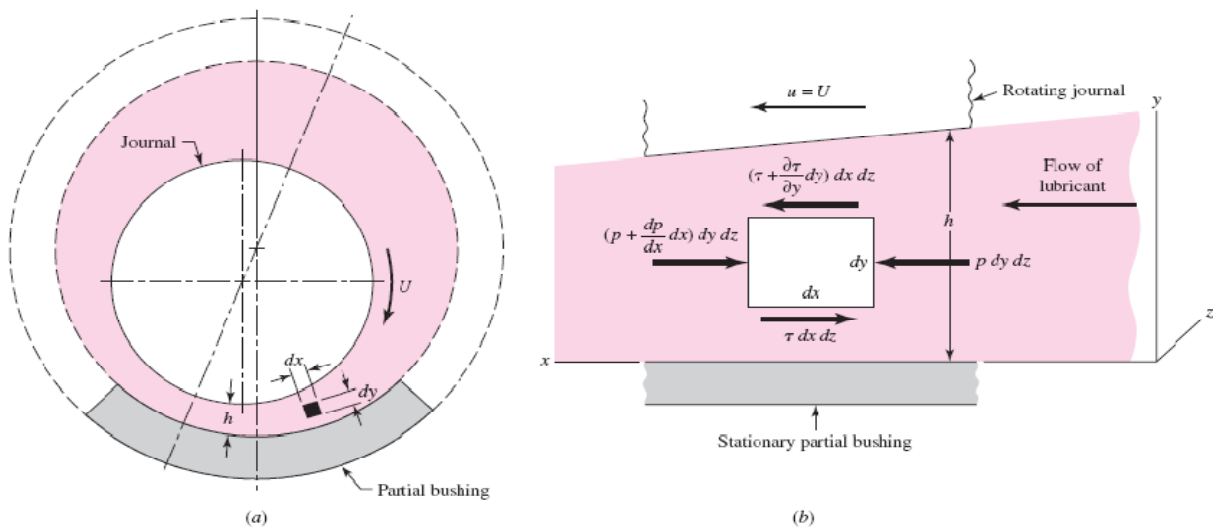 Journal
U
dx
dy
h
Partial bushing
(a)
u = U
Rotating journal
y
(τ + ∂τ/∂y dy) dx dz
Flow of
lubricant
h
(p + dp/dx dx) dy dz
dy
p dy dz
dx
τ dx dz
z
x
Stationary partial bushing
(b)